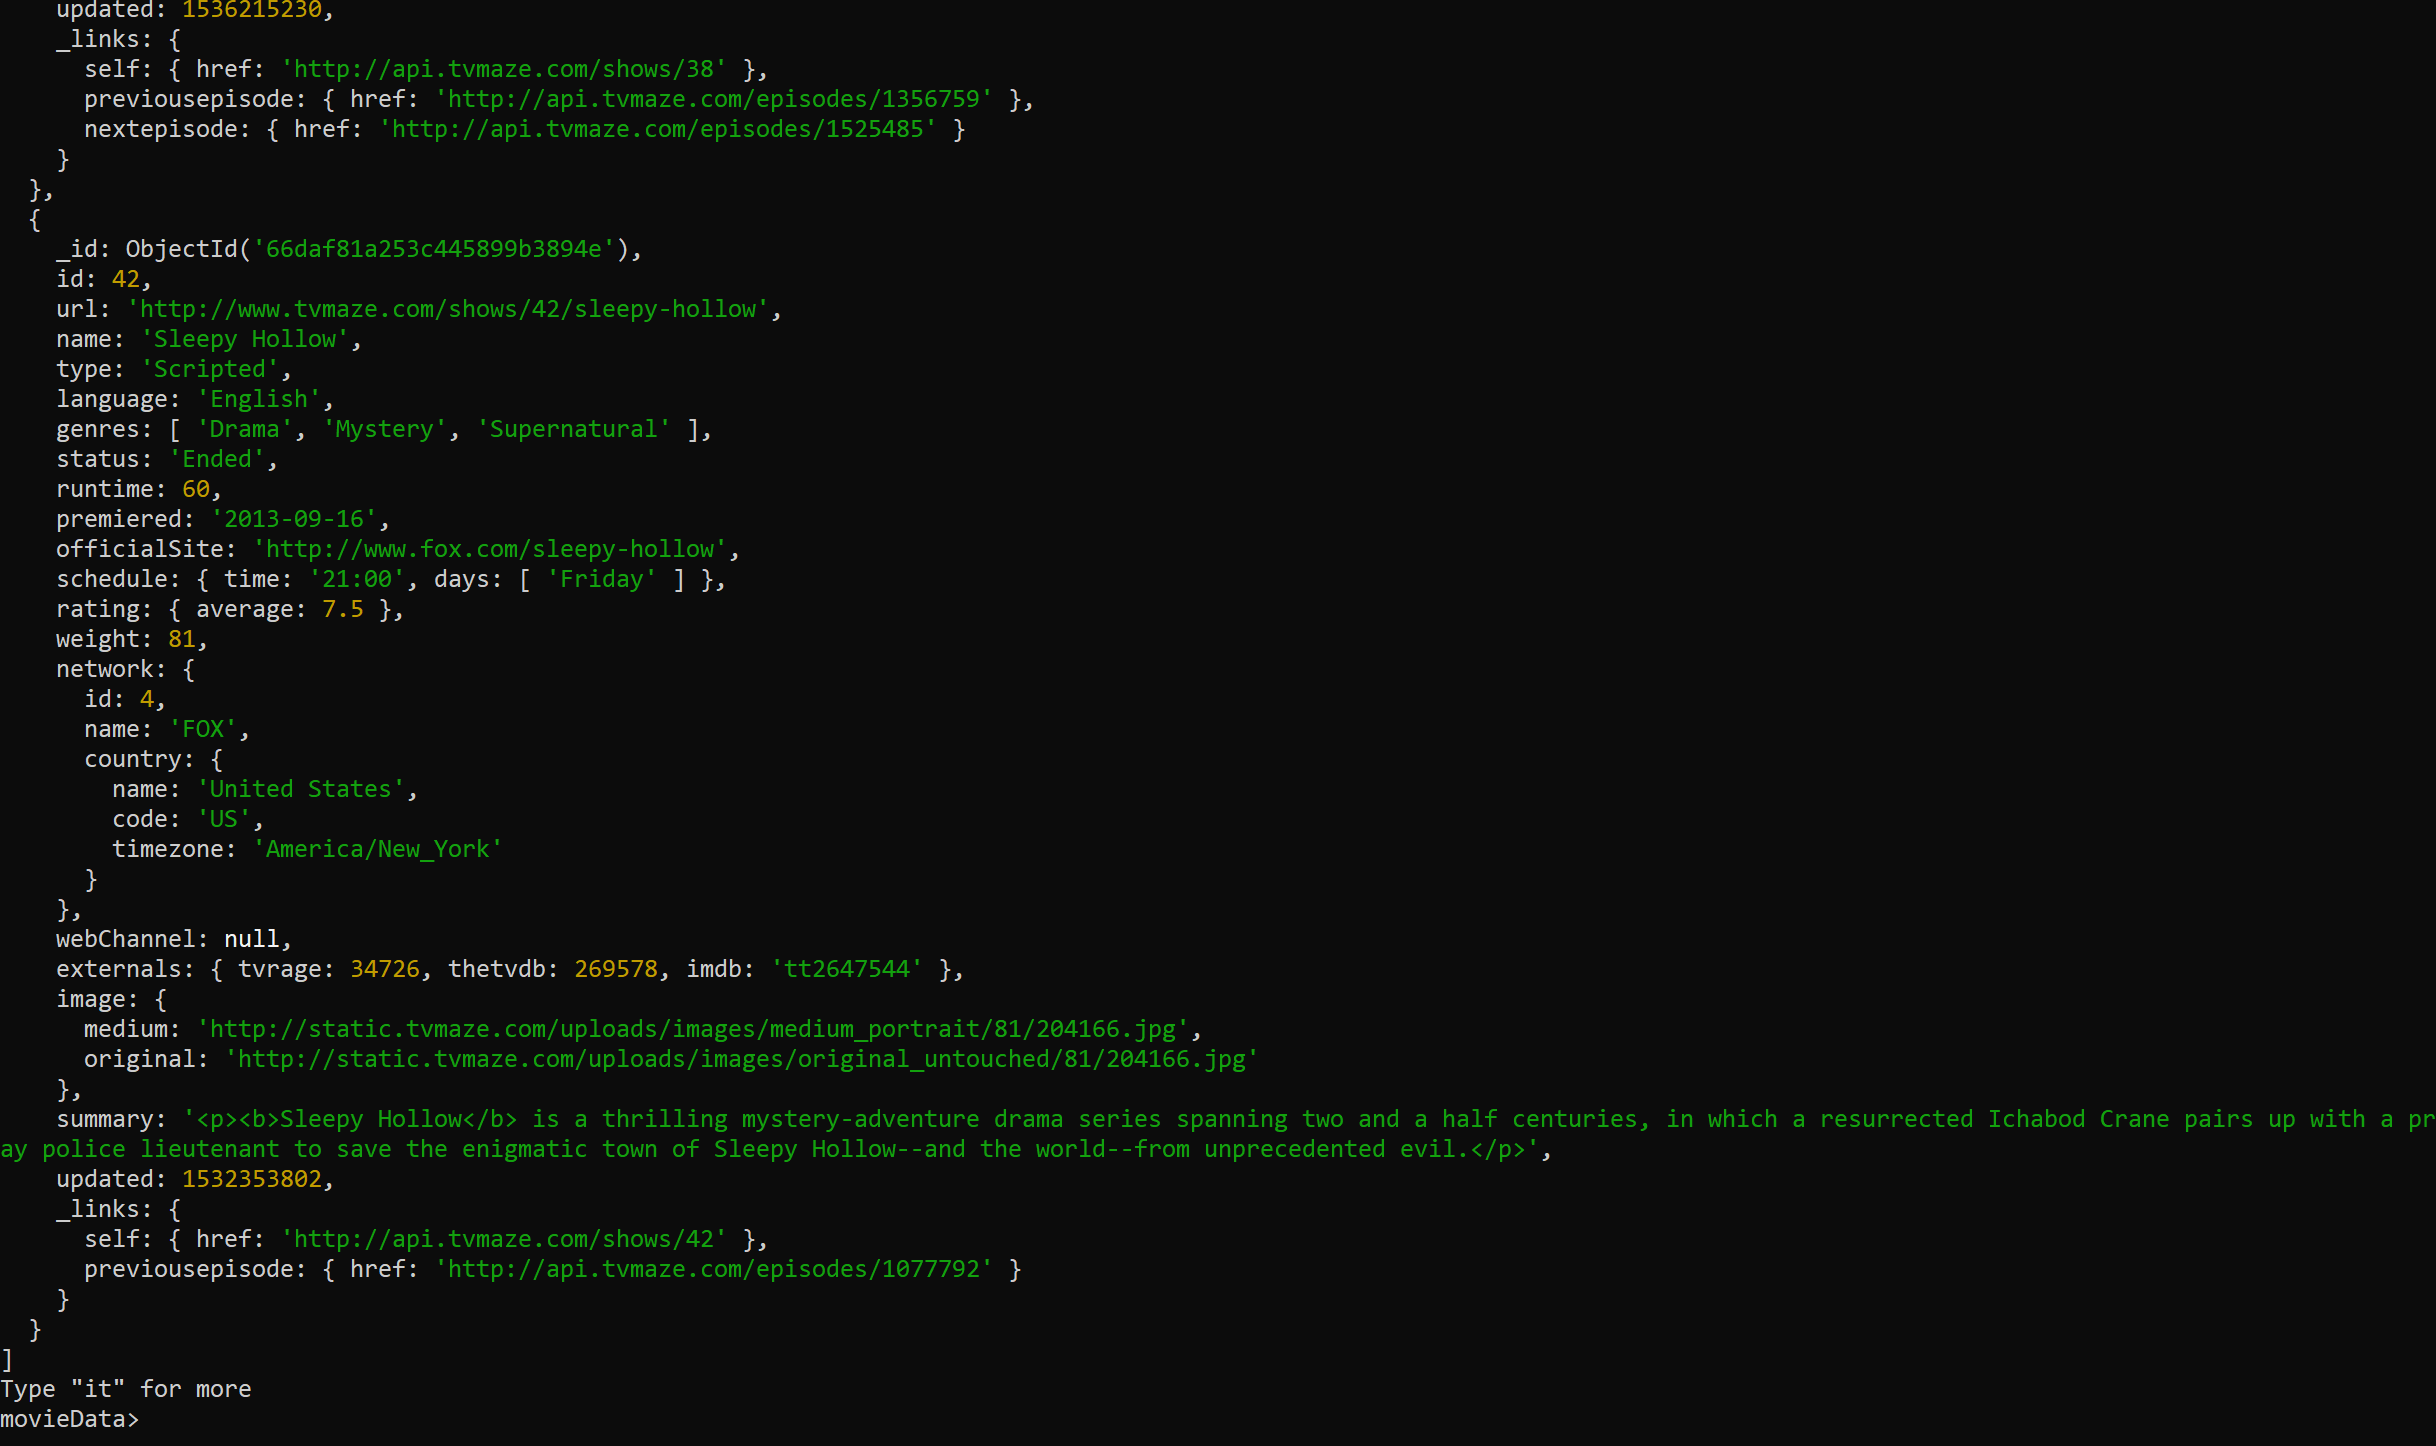 updated: 1536215230,
    _links: {
      self: { href: 'http://api.tvmaze.com/shows/38' },
      previousepisode: { href: 'http://api.tvmaze.com/episodes/1356759' },
      nextepisode: { href: 'http://api.tvmaze.com/episodes/1525485' }
    }
  },
  {
    _id: ObjectId('66daf81a253c445899b3894e'),
    id: 42,
    url: 'http://www.tvmaze.com/shows/42/sleepy-hollow',
    name: 'Sleepy Hollow',
    type: 'Scripted',
    language: 'English',
    genres: [ 'Drama', 'Mystery', 'Supernatural' ],
    status: 'Ended',
    runtime: 60,
    premiered: '2013-09-16',
    officialSite: 'http://www.fox.com/sleepy-hollow',
    schedule: { time: '21:00', days: [ 'Friday' ] },
    rating: { average: 7.5 },
    weight: 81,
    network: {
      id: 4,
      name: 'FOX',
      country: {
        name: 'United States',
        code: 'US',
        timezone: 'America/New_York'
      }
    },
    webChannel: null,
    externals: { tvrage: 34726, thetvdb: 269578, imdb: 'tt2647544' },
    image: {
      medium: 'http://static.tvmaze.com/uploads/images/medium_portrait/81/204166.jpg',
      original: 'http://static.tvmaze.com/uploads/images/original_untouched/81/204166.jpg'
    },
    summary: '<p><b>Sleepy Hollow</b> is a thrilling mystery-adventure drama series spanning two and a half centuries, in which a resurrected Ichabod Crane pairs up with a pr
ay police lieutenant to save the enigmatic town of Sleepy Hollow--and the world--from unprecedented evil.</p>',
    updated: 1532353802,
    _links: {
      self: { href: 'http://api.tvmaze.com/shows/42' },
      previousepisode: { href: 'http://api.tvmaze.com/episodes/1077792' }
    }
  }
]
Type "it" for more
movieData>